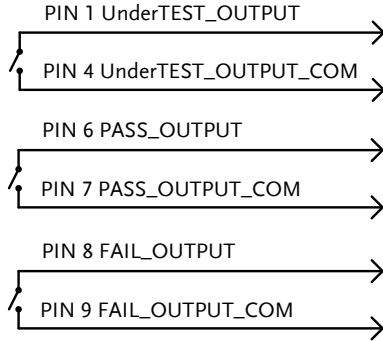 PIN 1 UnderTEST_OUTPUT
PIN 4 UnderTEST_OUTPUT_COM
PIN 6 PASS_OUTPUT
PIN 7 PASS_OUTPUT_COM
PIN 8 FAIL_OUTPUT
PIN 9 FAIL_OUTPUT_COM